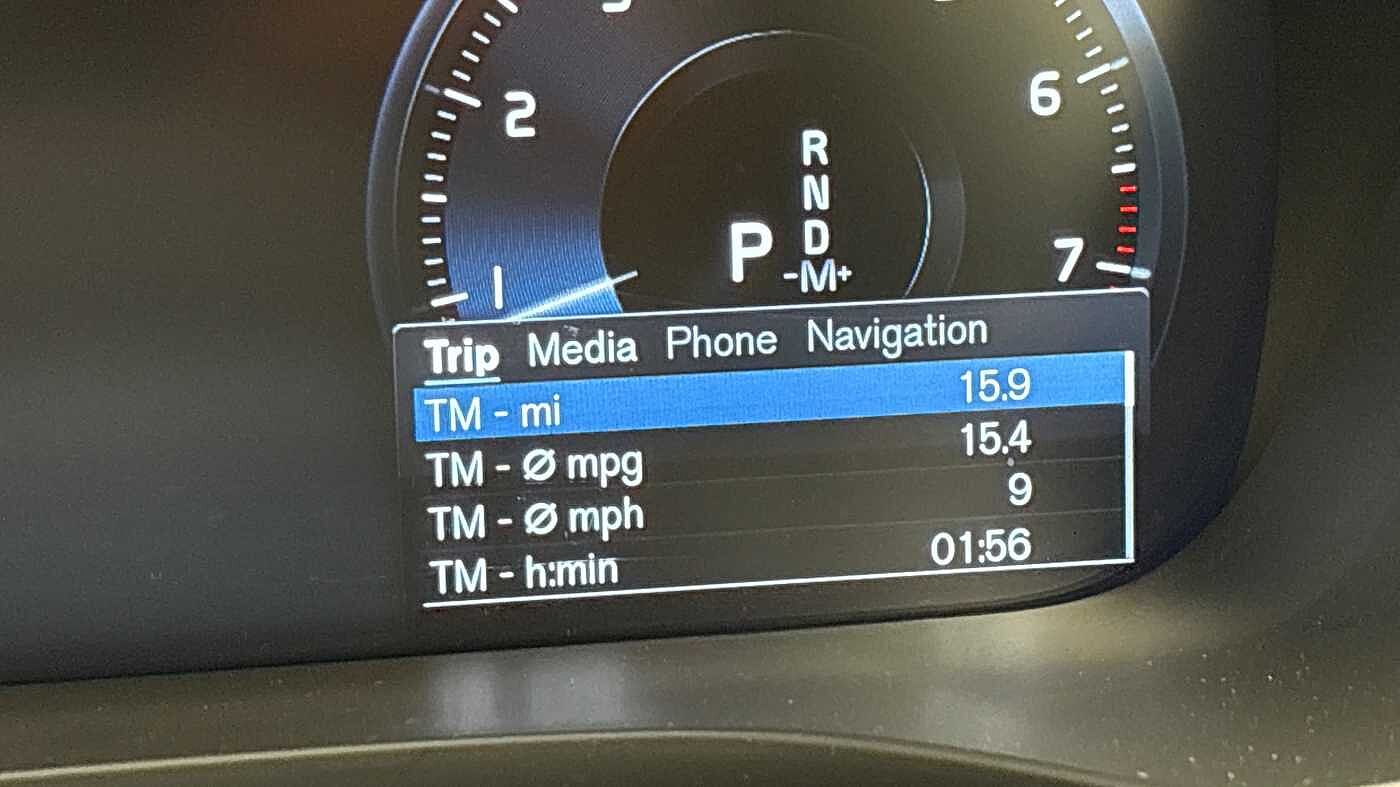 2
6
R
N
D
P
-M+
1
7
Trip Media Phone Navigation
TM - mi 15.9
TM - Ø mpg 15.4
TM - Ø mph 9
TM - h:min 01:56